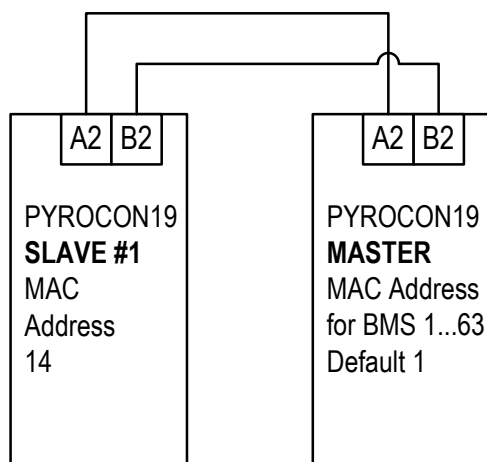 A2 B2
PYROCON19
SLAVE #1
MAC
Address
14
A2 B2
PYROCON19
MASTER
MAC Address
for BMS 1...63
Default 1